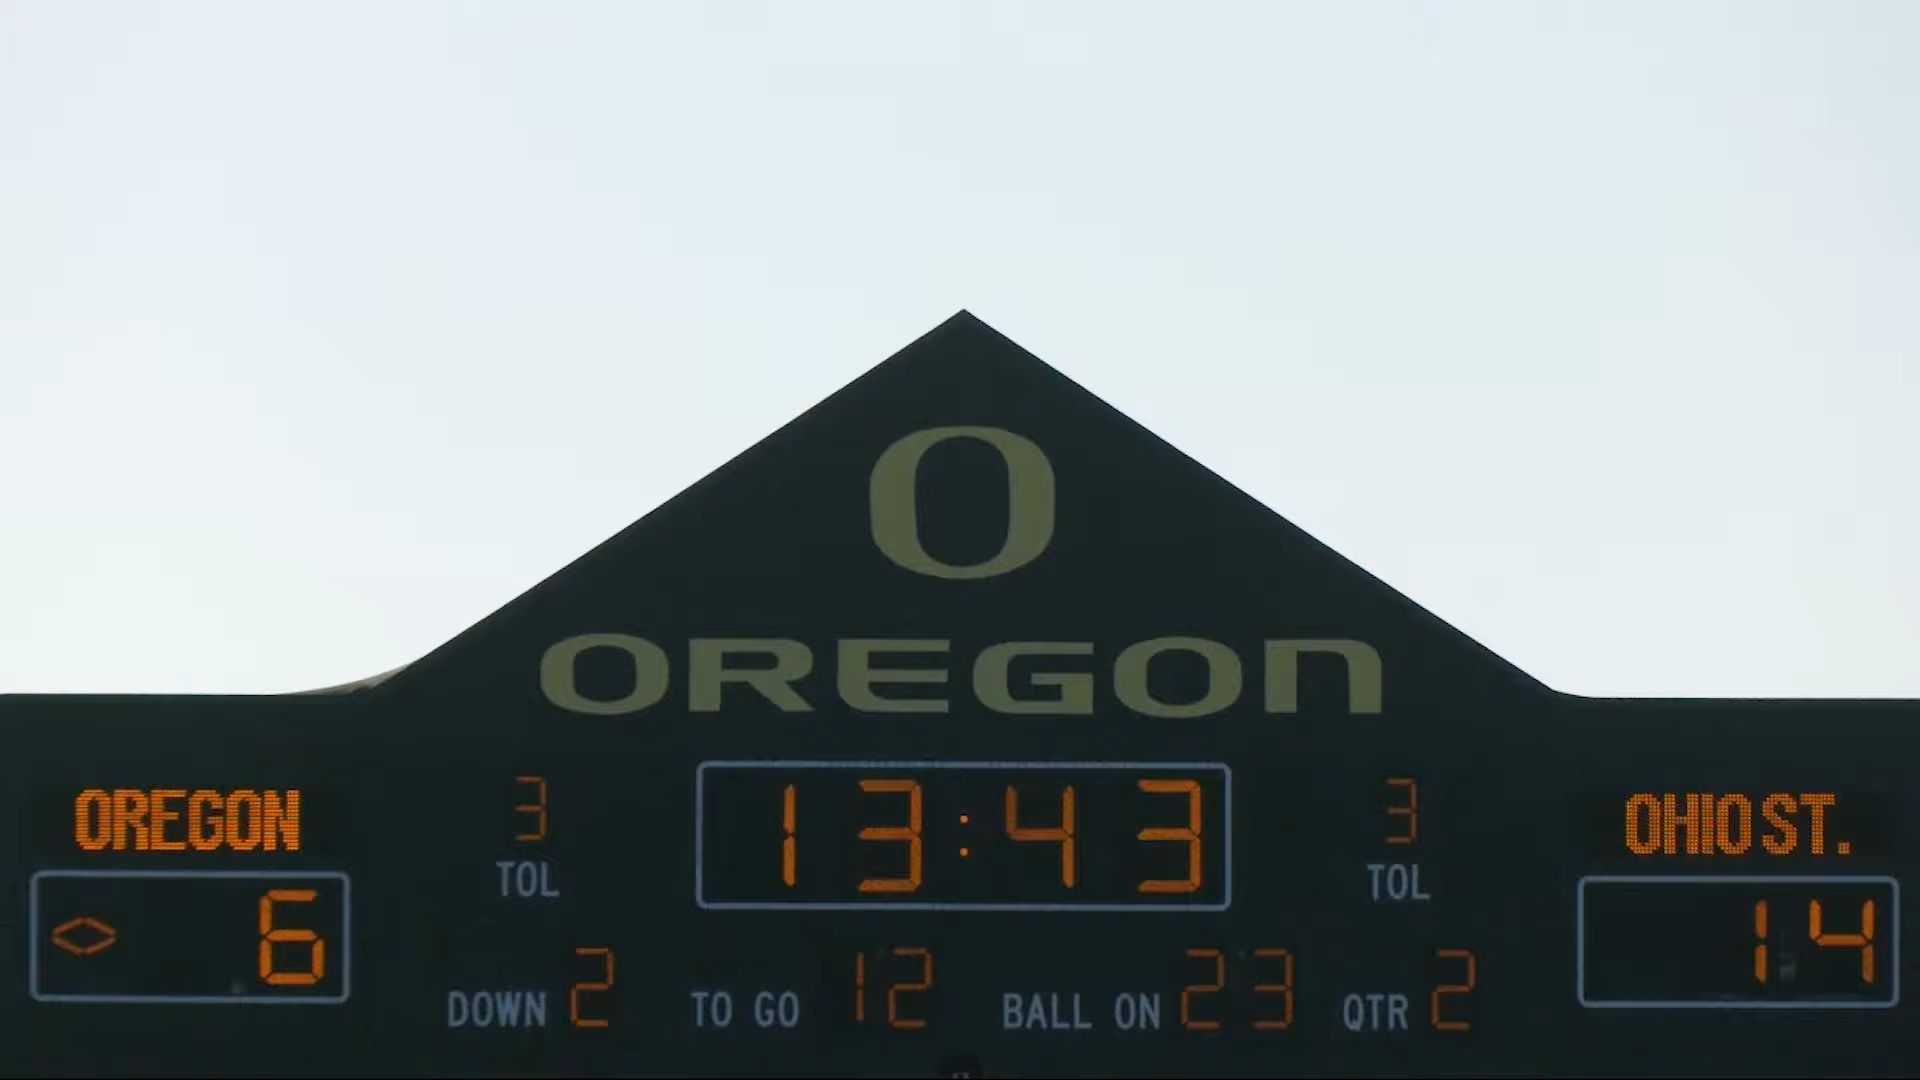 O
OREGON
OREGON 3 TOL 13:43 3 TOL OHIO ST.
6 14
DOWN 2 TO GO 12 BALL ON 23 QTR 2